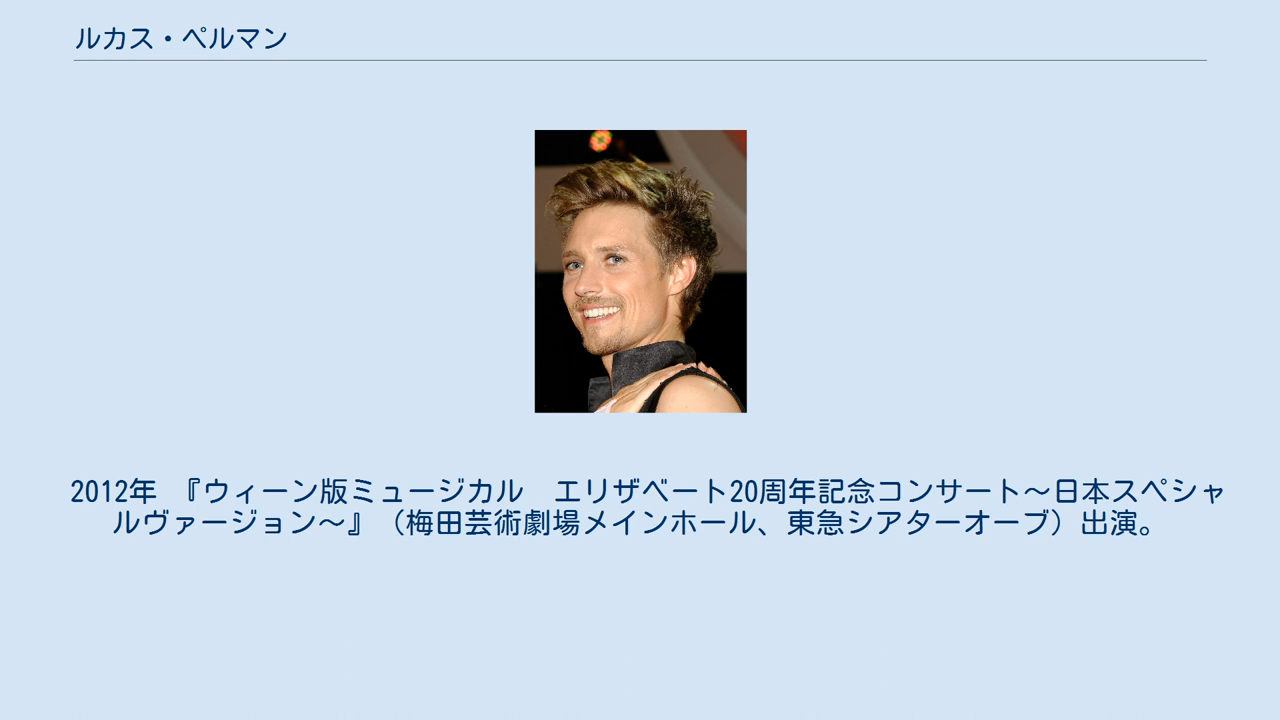 ルカス・ペルマン
2012年　『ウィーン版ミュージカル　エリザベート20周年記念コンサート～日本スペシャ
ルヴァージョン～』（梅田芸術劇場メインホール、東急シアターオーブ）出演。